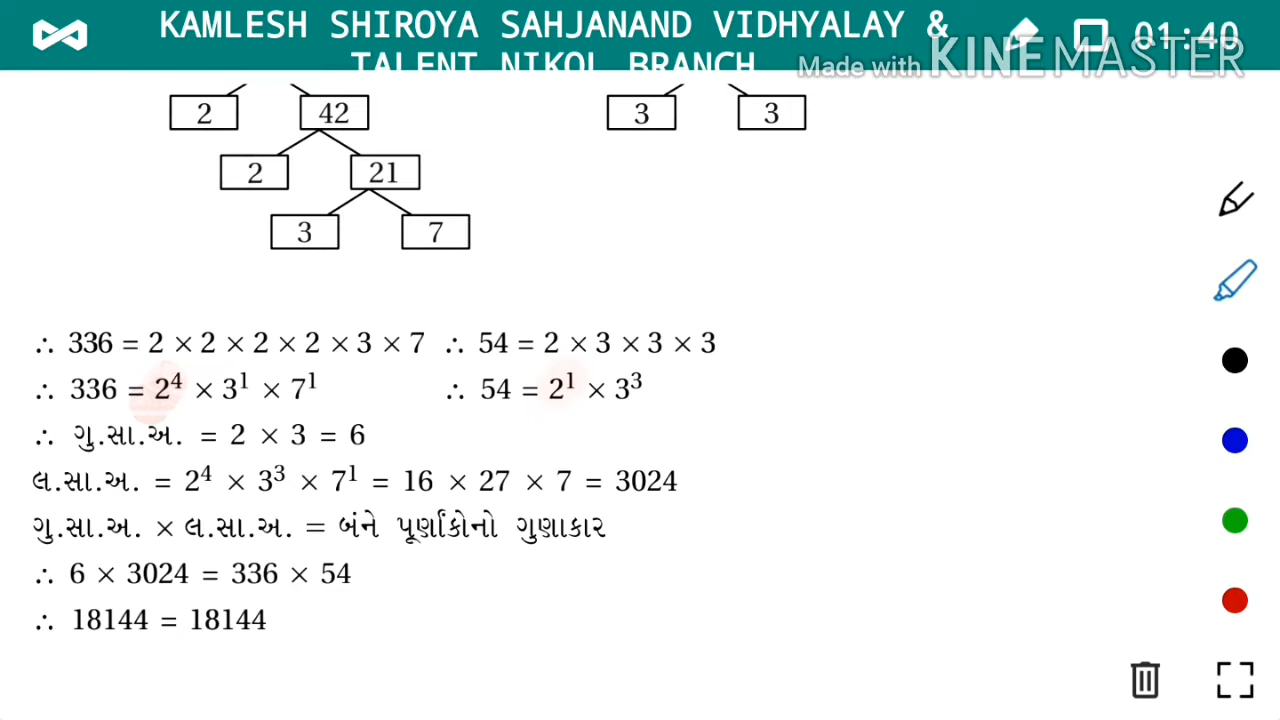 KAMLESH SHIROYA SAHJANAND VIDHYALAY &
TALENT NIKOL BRANCH
01:40
Made with KINEMASTER
2 42 3 3
2 21
3 7
∴ 336 = 2 × 2 × 2 × 2 × 3 × 7 ∴ 54 = 2 × 3 × 3 × 3
∴ 336 = 2⁴ × 3¹ × 7¹ ∴ 54 = 2¹ × 3³
∴ ગુ.સા.અ. = 2 × 3 = 6
લ.સા.અ. = 2⁴ × 3³ × 7¹ = 16 × 27 × 7 = 3024
ગુ.સા.અ. × લ.સા.અ. = બંને પૂર્ણાંકોનો ગુણાકાર
∴ 6 × 3024 = 336 × 54
∴ 18144 = 18144